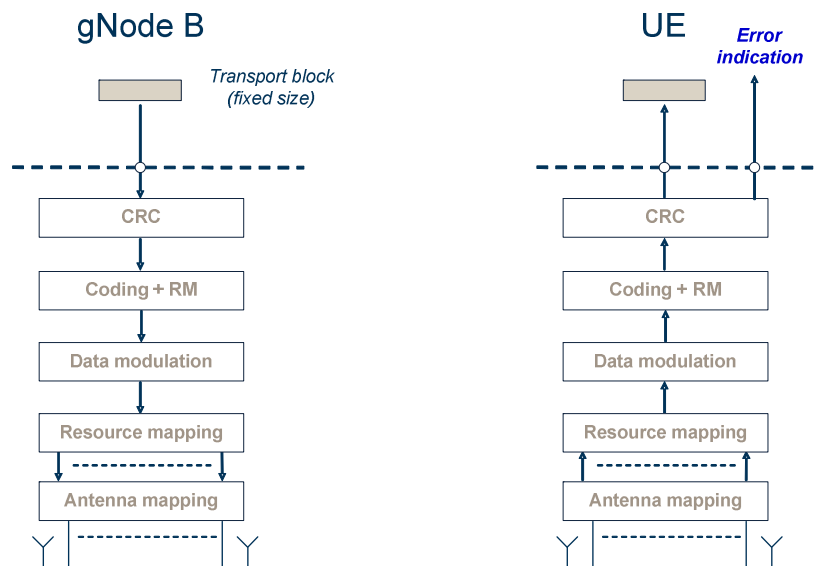 gNode B
Transport block
(fixed size)
CRC
Coding + RM
Data modulation
Resource mapping
Antenna mapping
UE
Error
indication
CRC
Coding + RM
Data modulation
Resource mapping
Antenna mapping